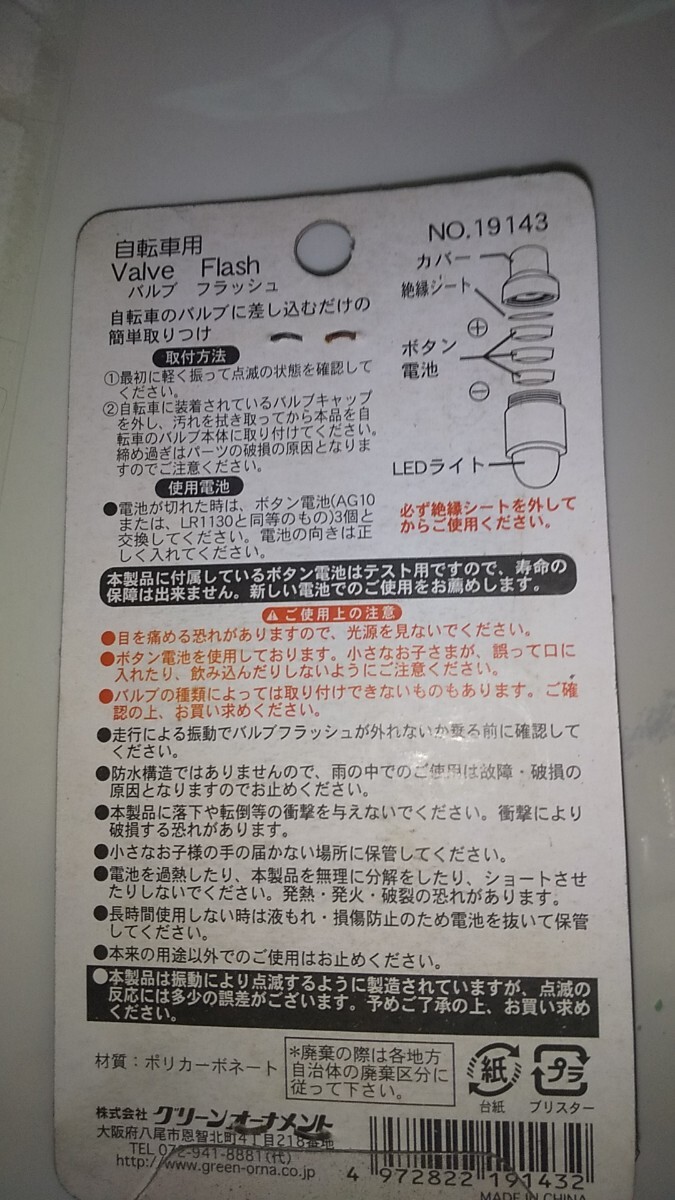 自転車用
Valve Flash
バルブ フラッシュ
NO.19143
自転車のバルブに差し込むだけの
簡単取りつけ
取付方法
①最初に軽く振って点滅の状態を確認して
ください。
②自転車に装着されているバルブキャップ
を外し、汚れを拭き取ってから本品を自
転車のバルブ本体に取り付けてください。
締め過ぎはパーツの破損の原因となりま
すのでご注意ください。
使用電池
●電池が切れた時は、ボタン電池(AG10
または、LR1130と同等のもの)3個と
交換してください。電池の向きは正
しく入れてください。
カバー
絶縁シート
⊕
ボタン
電池
⊖
LEDライト
必ず絶縁シートを外して
からご使用ください。
本製品に付属しているボタン電池はテスト用ですので、寿命の
保障は出来ません。新しい電池でのご使用をお薦めします。
⚠ご使用上の注意
●目を痛める恐れがありますので、光源を見ないでください。
●ボタン電池を使用しております。小さなお子さまが、誤って口に
入れたり、飲み込んだりしないようにご注意ください。
●バルブの種類によっては取り付けできないものもあります。ご確
認の上、お買い求めください。
●走行による振動でバルブフラッシュが外れないか乗る前に確認して
ください。
●防水構造ではありませんので、雨の中でのご使用は故障・破損の
原因となりますのでお止めください。
●本製品に落下や転倒等の衝撃を与えないでください。衝撃により
破損する恐れがあります。
●小さなお子様の手の届かない場所に保管してください。
●電池を過熱したり、本製品を無理に分解をしたり、ショートさせ
たりしないでください。発熱・発火・破裂の恐れがあります。
●長時間使用しない時は液もれ・損傷防止のため電池を抜いて保管
してください。
●本来の用途以外でのご使用はお止めください。
●本製品は振動により点滅するように製造されていますが、点滅の
反応には多少の誤差がございます。予めご了承の上、お買い求め
ください。
材質：ポリカーボネート
*廃棄の際は各地方
自治体の廃棄区分に
従って下さい。
紙
台紙
プラ
ブリスター
株式会社 グリーンオーナメント
大阪府八尾市恩智北町4丁目218番地
TEL 072-941-8881(代)
http://www.green-orna.co.jp
4 972822 191432
MADE IN CHINA